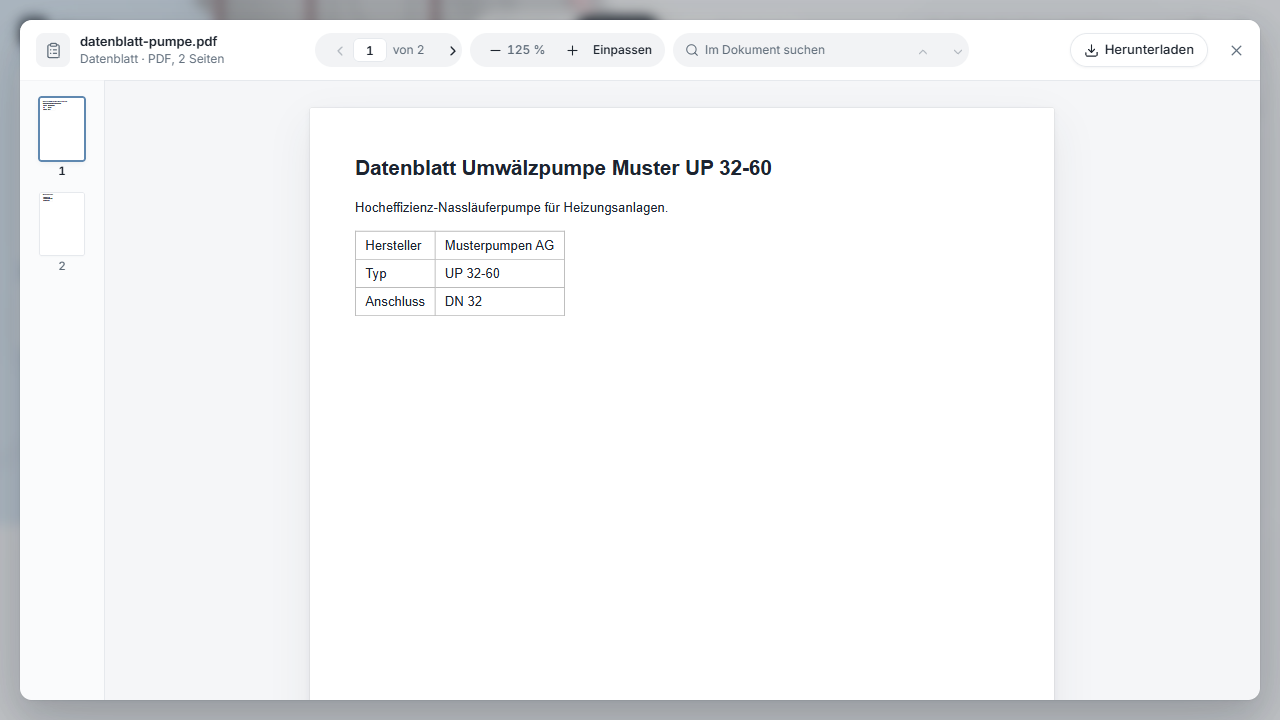 datenblatt-pumpe.pdf
Datenblatt · PDF, 2 Seiten
1 von 2
125 %
Einpassen
Im Dokument suchen
Herunterladen
1
2
Datenblatt Umwälzpumpe Muster UP 32-60
Hocheffizienz-Nassläuferpumpe für Heizungsanlagen.
Hersteller Musterpumpen AG
Typ UP 32-60
Anschluss DN 32